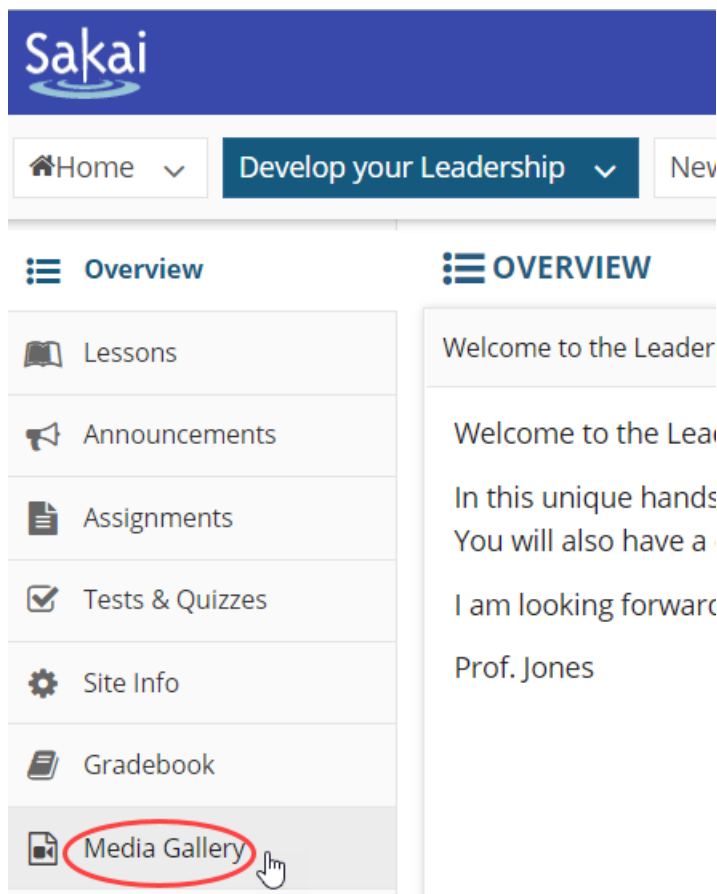 Sakai
Home
Develop your Leadership
New
Overview
Lessons
Announcements
Assignments
Tests & Quizzes
Site Info
Gradebook
Media Gallery
OVERVIEW
Welcome to the Leader
Welcome to the Lea
In this unique hands
You will also have a
I am looking forward
Prof. Jones